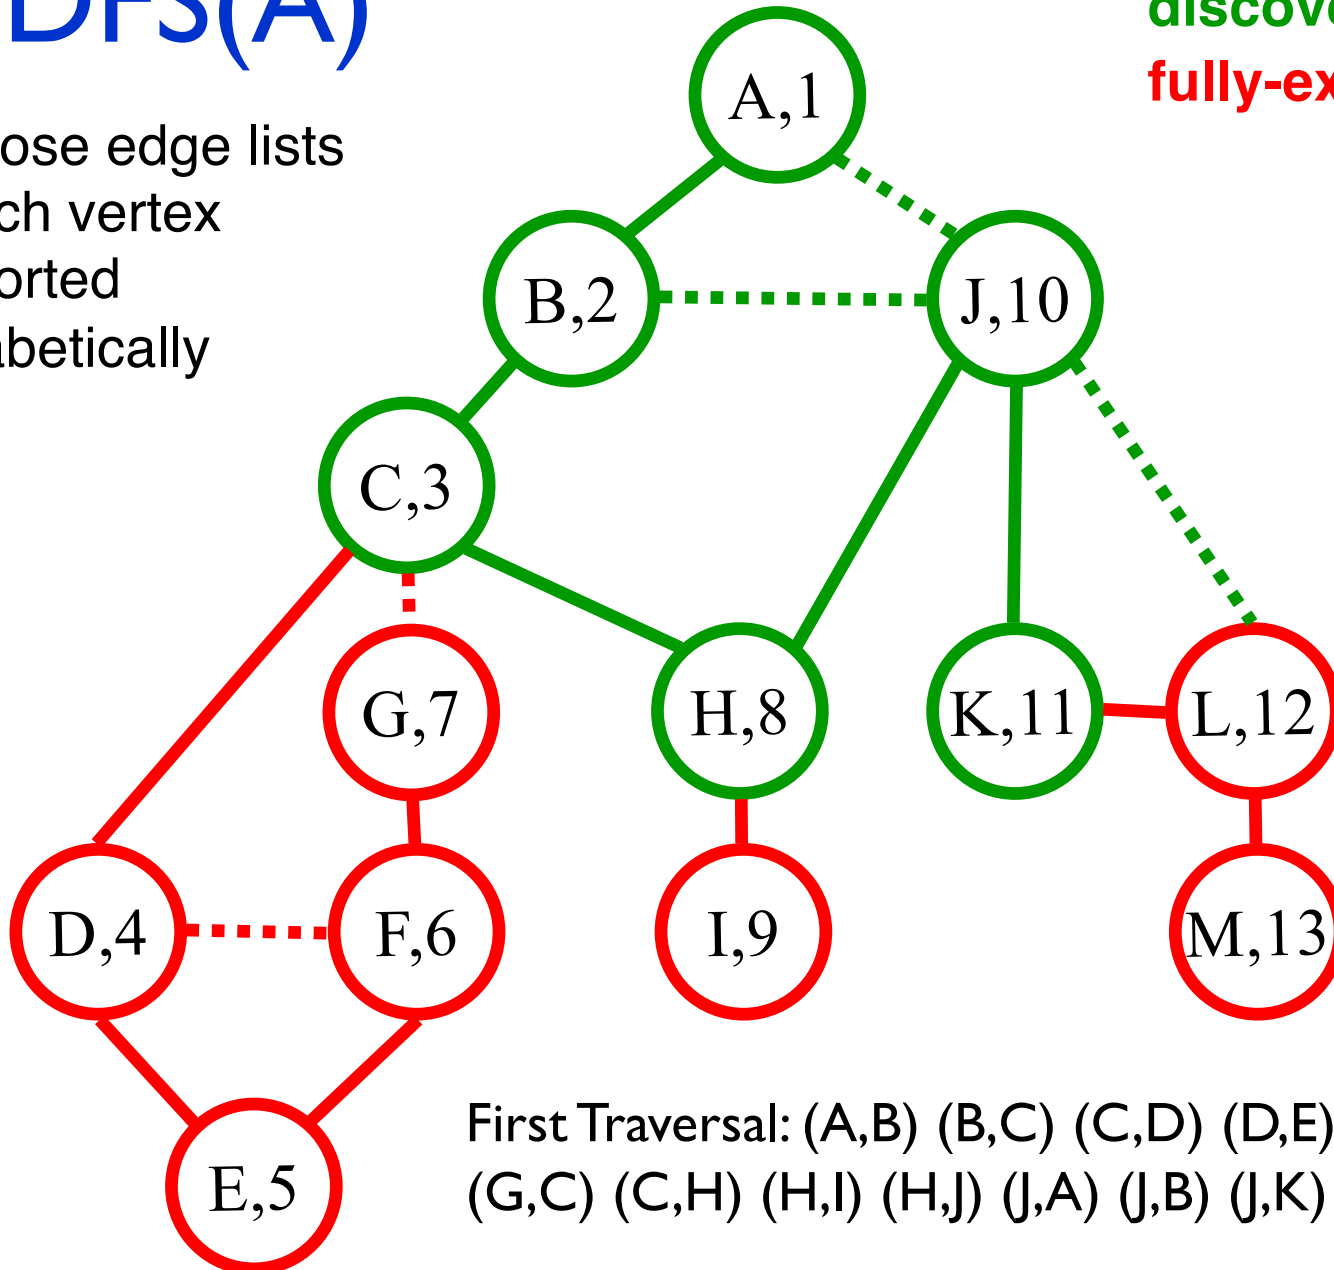 DFS(A)
discov
fully-ex
ose edge lists
ch vertex
orted
abetically
A,1
B,2
J,10
C,3
G,7
H,8
K,11
L,12
D,4
F,6
I,9
M,13
E,5
First Traversal: (A,B) (B,C) (C,D) (D,E)
(G,C) (C,H) (H,I) (H,J) (J,A) (J,B) (J,K)